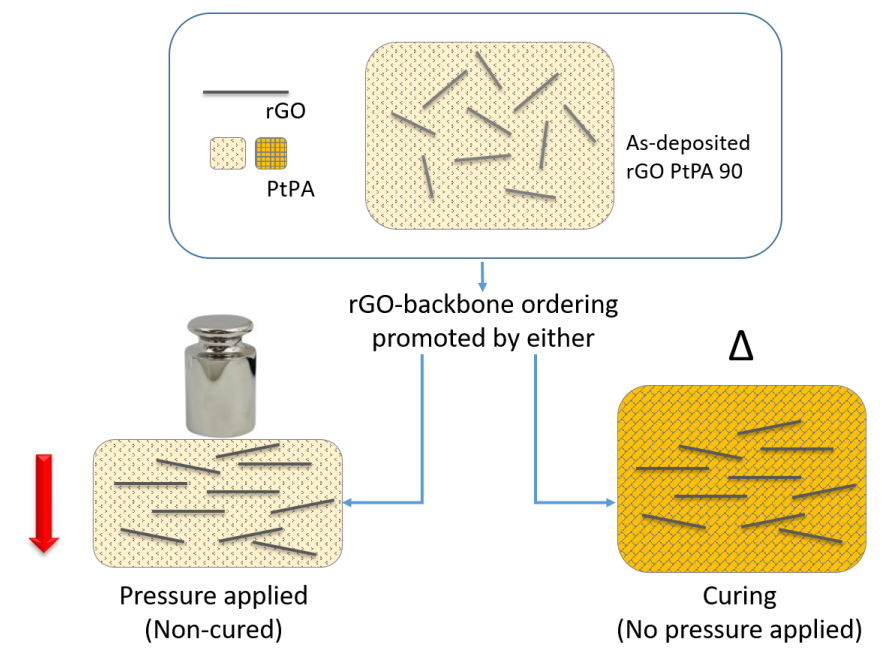 rGO
PtPA
As-deposited
rGO PtPA 90
rGO-backbone ordering
promoted by either
Δ
Pressure applied
(Non-cured)
Curing
(No pressure applied)